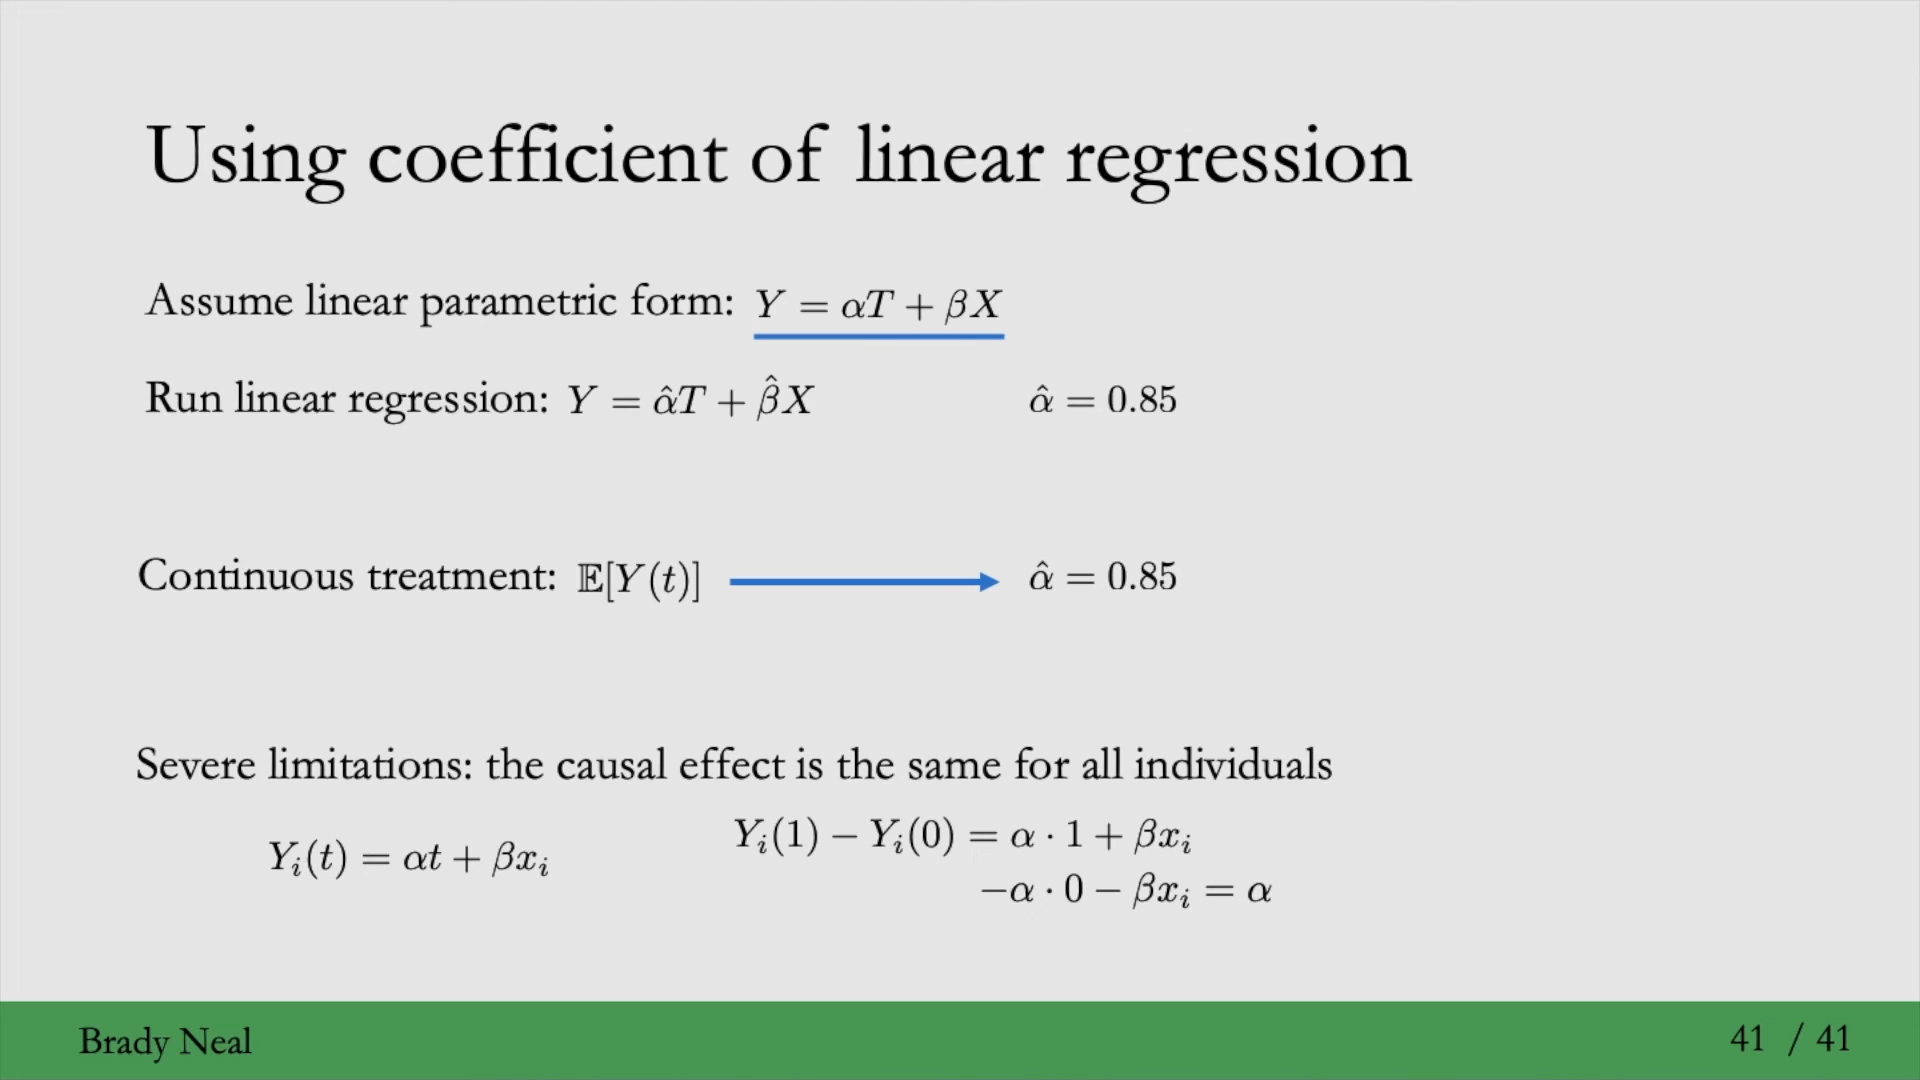 Using coefficient of linear regression
Assume linear parametric form: Y = αT + βX
Run linear regression: Y = α̂T + β̂X α̂ = 0.85
Continuous treatment: 𝔼[Y(t)] α̂ = 0.85
Severe limitations: the causal effect is the same for all individuals
Yᵢ(t) = αt + βxᵢ
Yᵢ(1) − Yᵢ(0) = α · 1 + βxᵢ
−α · 0 − βxᵢ = α
Brady Neal 41 / 41